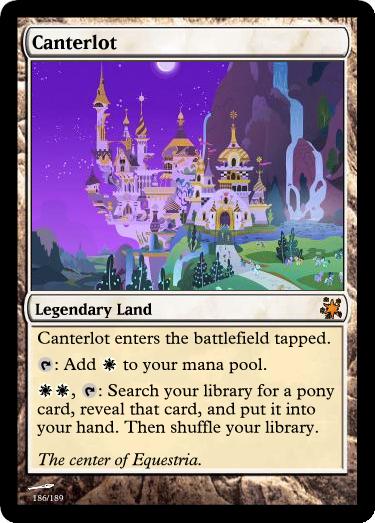 Canterlot
Legendary Land
Canterlot enters the battlefield tapped.
: Add to your mana pool.
, : Search your library for a pony
card, reveal that card, and put it into
your hand. Then shuffle your library.
The center of Equestria.
186/189